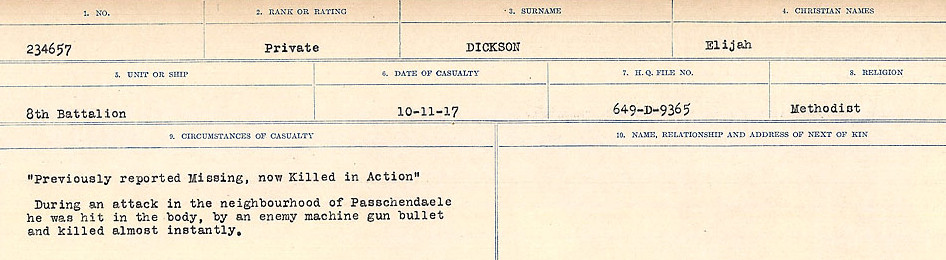 1. NO. 2. RANK OR RATING 3. SURNAME 4. CHRISTIAN NAMES
234657 Private DICKSON Elijah
5. UNIT OR SHIP 6. DATE OF CASUALTY 7. H.Q. FILE NO. 8. RELIGION
8th Battalion 10-11-17 649-D-9365 Methodist
9. CIRCUMSTANCES OF CASUALTY 10. NAME, RELATIONSHIP AND ADDRESS OF NEXT OF KIN
"Previously reported Missing, now Killed in Action"
During an attack in the neighbourhood of Passchendaele
he was hit in the body, by an enemy machine gun bullet
and killed almost instantly.